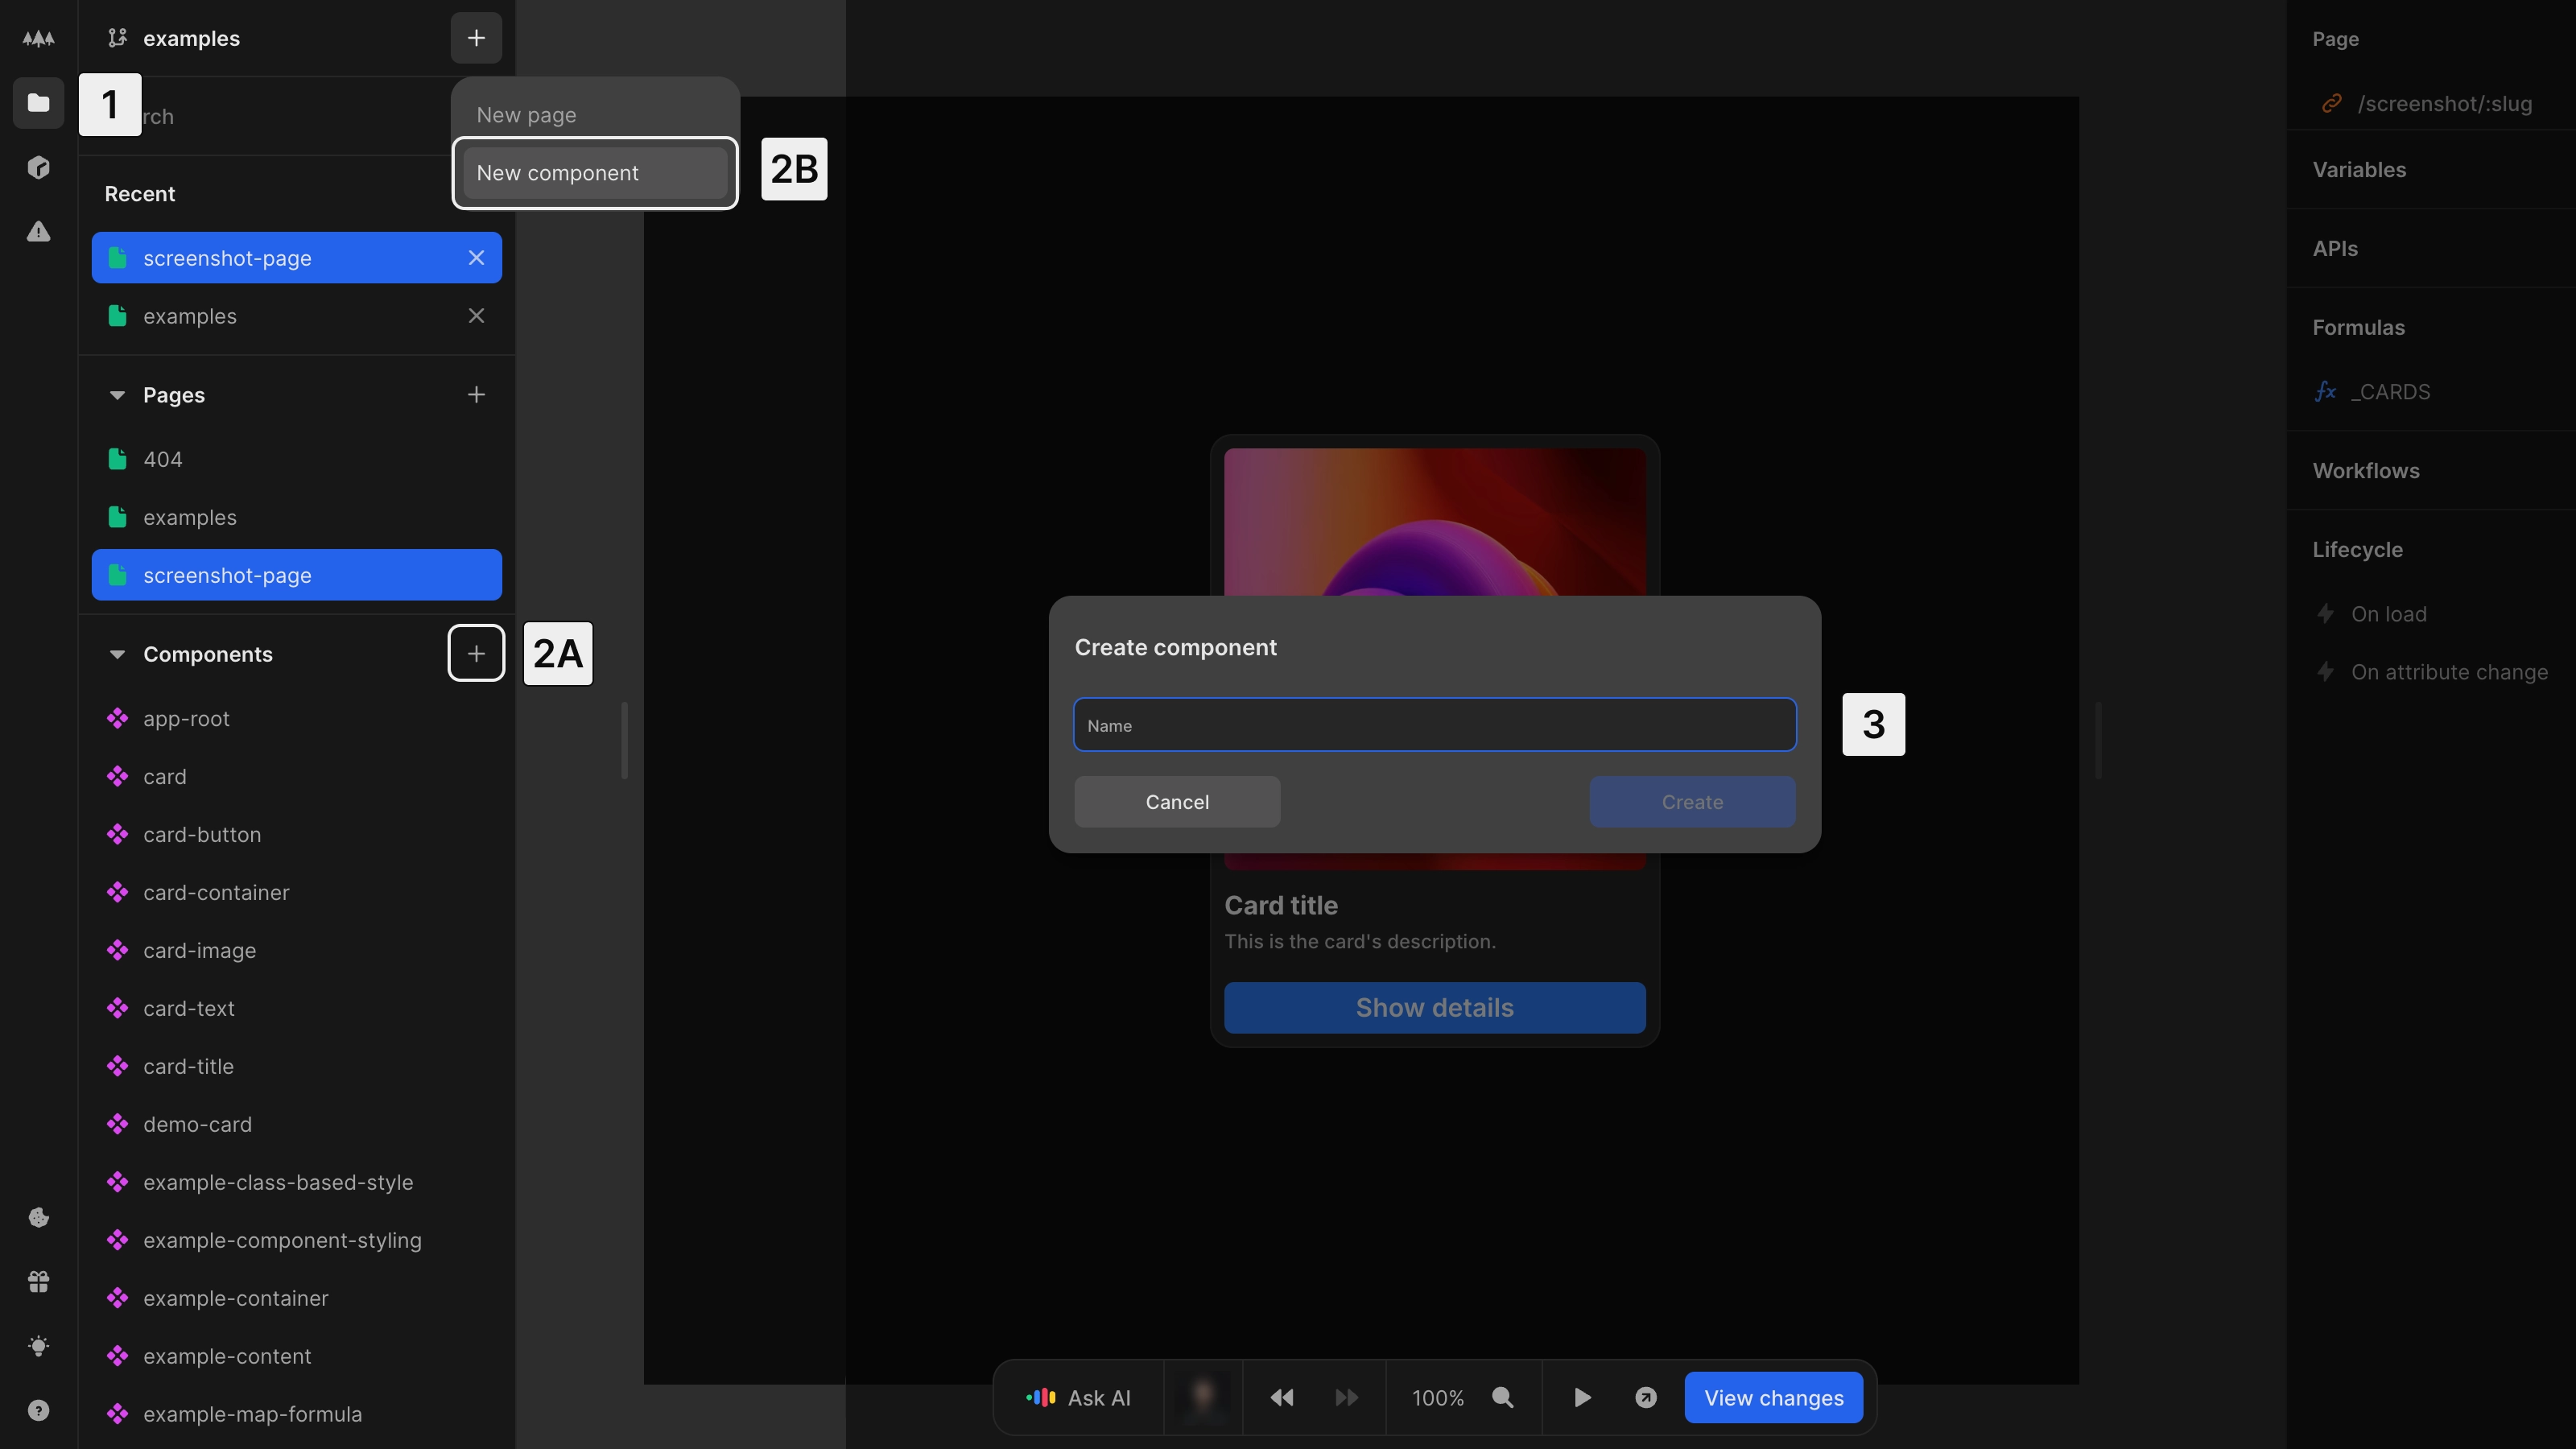 examples
1
rch
New page
New component
2B
Recent
screenshot-page
examples
Pages
404
examples
screenshot-page
Components
2A
app-root
card
card-button
card-container
card-image
card-text
card-title
demo-card
example-class-based-style
example-component-styling
example-container
example-content
example-map-formula
Create component
Name
3
Cancel
Create
Card title
This is the card's description.
Show details
Ask AI
100%
View changes
Page
/screenshot/:slug
Variables
APIs
Formulas
fx _CARDS
Workflows
Lifecycle
On load
On attribute change